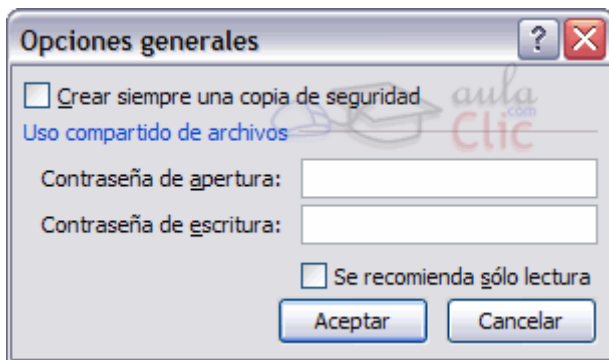 Opciones generales
Crear siempre una copia de seguridad
aula
.com
Clic
Uso compartido de archivos
Contraseña de apertura:
Contraseña de escritura:
Se recomienda sólo lectura
Aceptar Cancelar